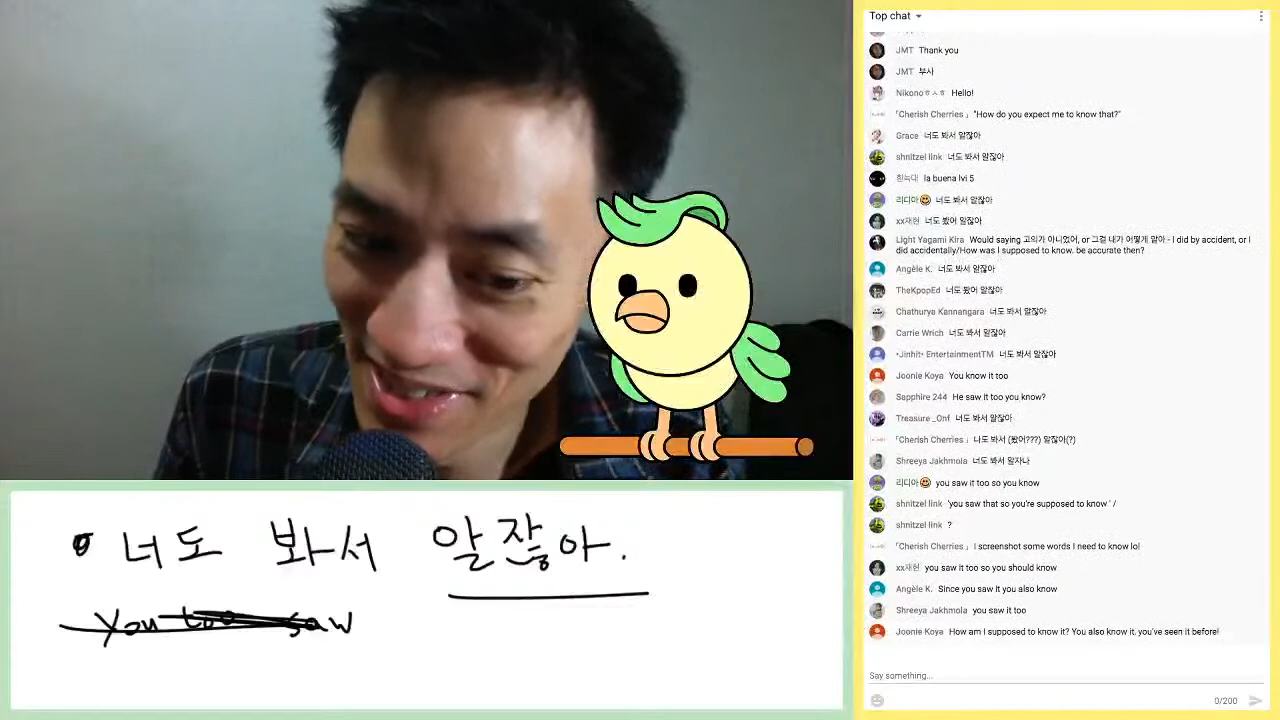 Top chat
JMT Thank you
JMT 부사
Nikonoㅎㅅㅎ Hello!
「Cherish Cherries」 "How do you expect me to know that?"
Grace 너도 봐서 알잖아
shnitzel link 너도 봐서 알잖아
흰늑대 la buena lvl 5
리디아 너도 봐서 알잖아
xx재현 너도 봤어 알잖아
Light Yagami Kira Would saying 고의가 아니었어, or 그걸 내가 어떻게 알아 - I did by accident, or I
did accidentally/How was I supposed to know. be accurate then?
Angèle K. 너도 봐서 알잖아
TheKpopEd 너도 봤어 알잖아
Chathurya Kannangara 너도 봐서 알잖아
Carrie Wrich 너도 봐서 알잖아
•Jinhit• EntertainmentTM 너도 봐서 알잖아
Joonie Koya You know it too
Sapphire 244 He saw it too you know?
Treasure _Onf 너도 봐서 알잖아
「Cherish Cherries」 나도 봐서 (봤어???) 알잖아(?)
Shreeya Jakhmola 너도 봐서 알자나
리디아 you saw it too so you know
shnitzel link 'you saw that so you're supposed to know ' /
shnitzel link ?
「Cherish Cherries」 I screenshot some words I need to know lol
xx재현 you saw it too so you should know
Angèle K. Since you saw it you also know
Shreeya Jakhmola you saw it too
Joonie Koya How am I supposed to know it? You also know it, you've seen it before!
Say something...
0/200
너도 봐서 알잖아.
You too saw